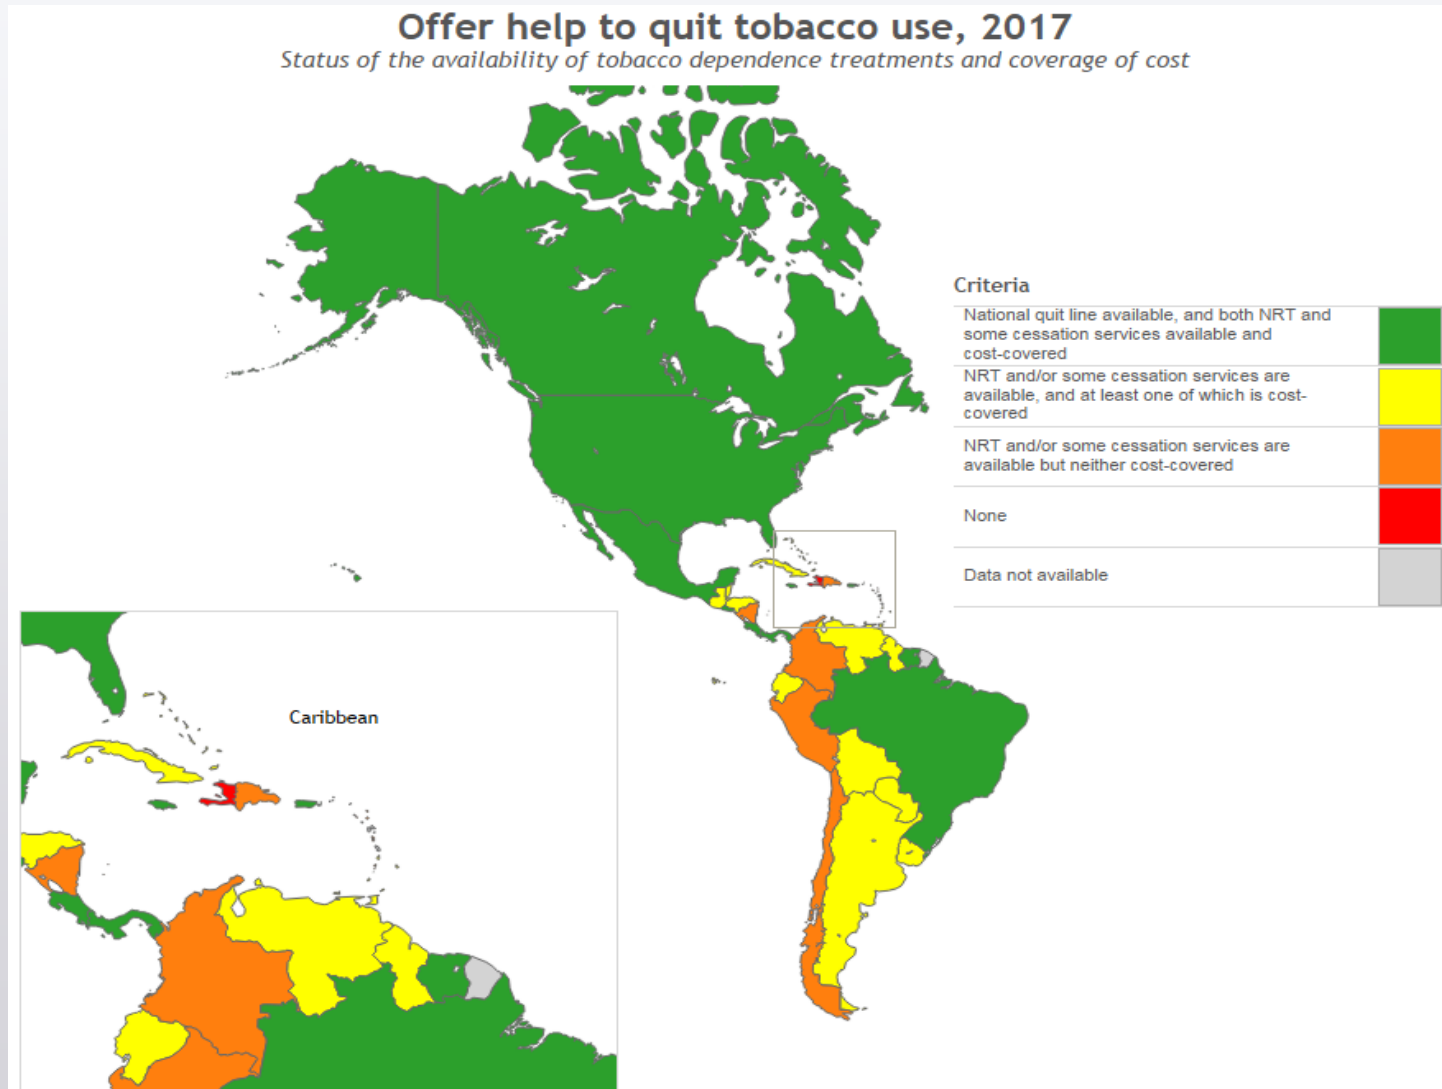 Offer help to quit tobacco use, 2017
Status of the availability of tobacco dependence treatments and coverage of cost
Criteria
National quit line available, and both NRT and
some cessation services available and
cost-covered
NRT and/or some cessation services are
available, and at least one of which is cost-
covered
NRT and/or some cessation services are
available but neither cost-covered
None
Data not available
Caribbean